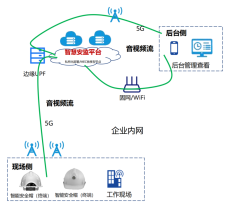 5G
后台侧
智慧安监平台
音视频流
后台管理查看
边缘UPF
固网/WiFi
音视频流
5G
企业内网
现场侧
智能安全帽（终端）
智能安全帽（终端）
工作现场